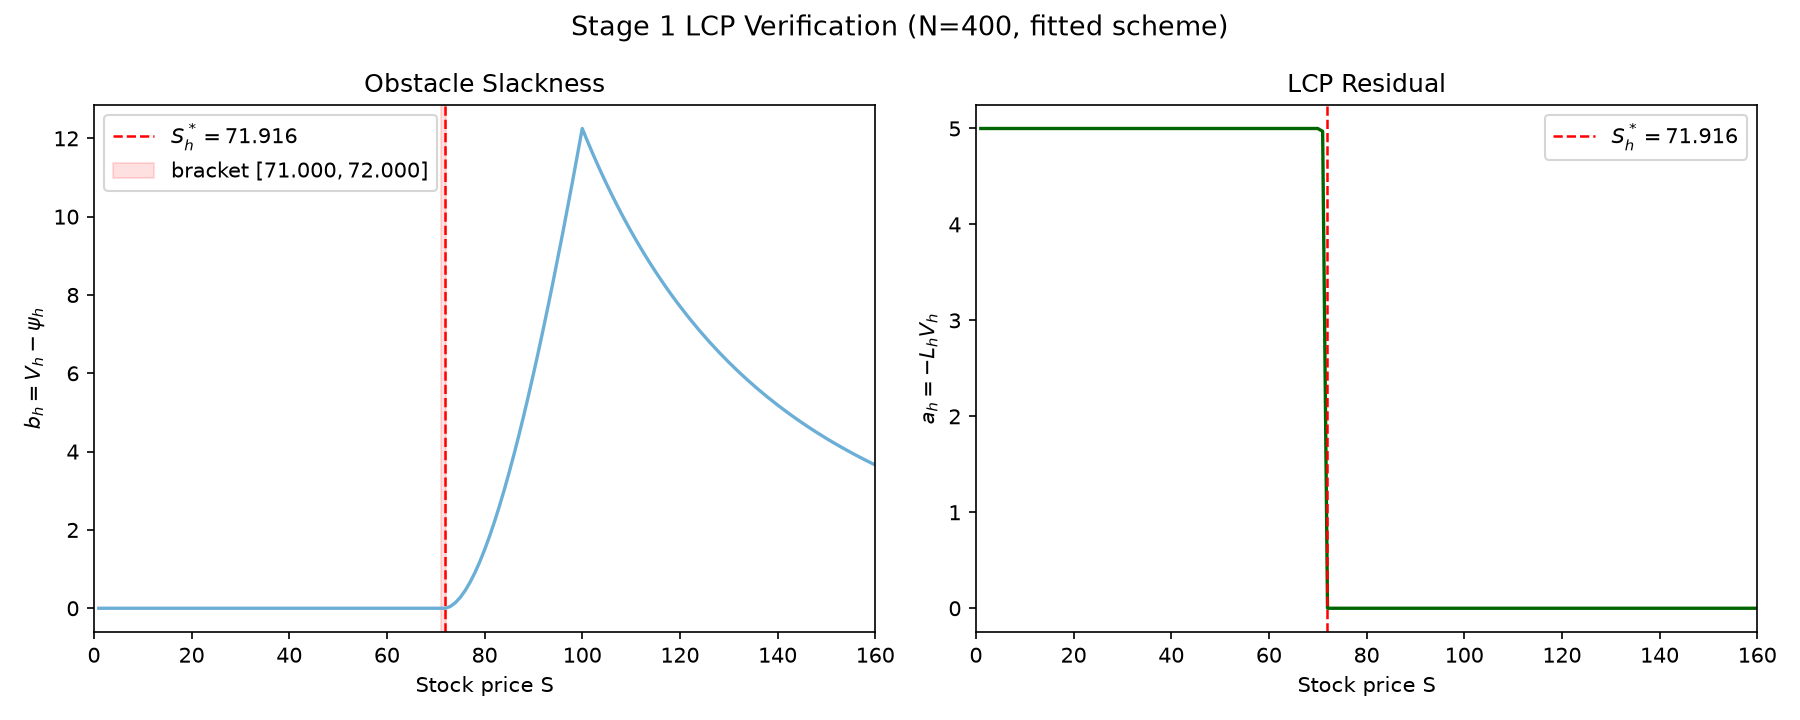 Stage 1 LCP Verification (N=400, fitted scheme)
Obstacle Slackness
$b_h = V_h - \psi_h$
12
10
8
6
4
2
0
$S_h^* = 71.916$
bracket [71.000, 72.000]
0 20 40 60 80 100 120 140 160
Stock price S
LCP Residual
$a_h = -L_h V_h$
5
4
3
2
1
0
$S_h^* = 71.916$
0 20 40 60 80 100 120 140 160
Stock price S